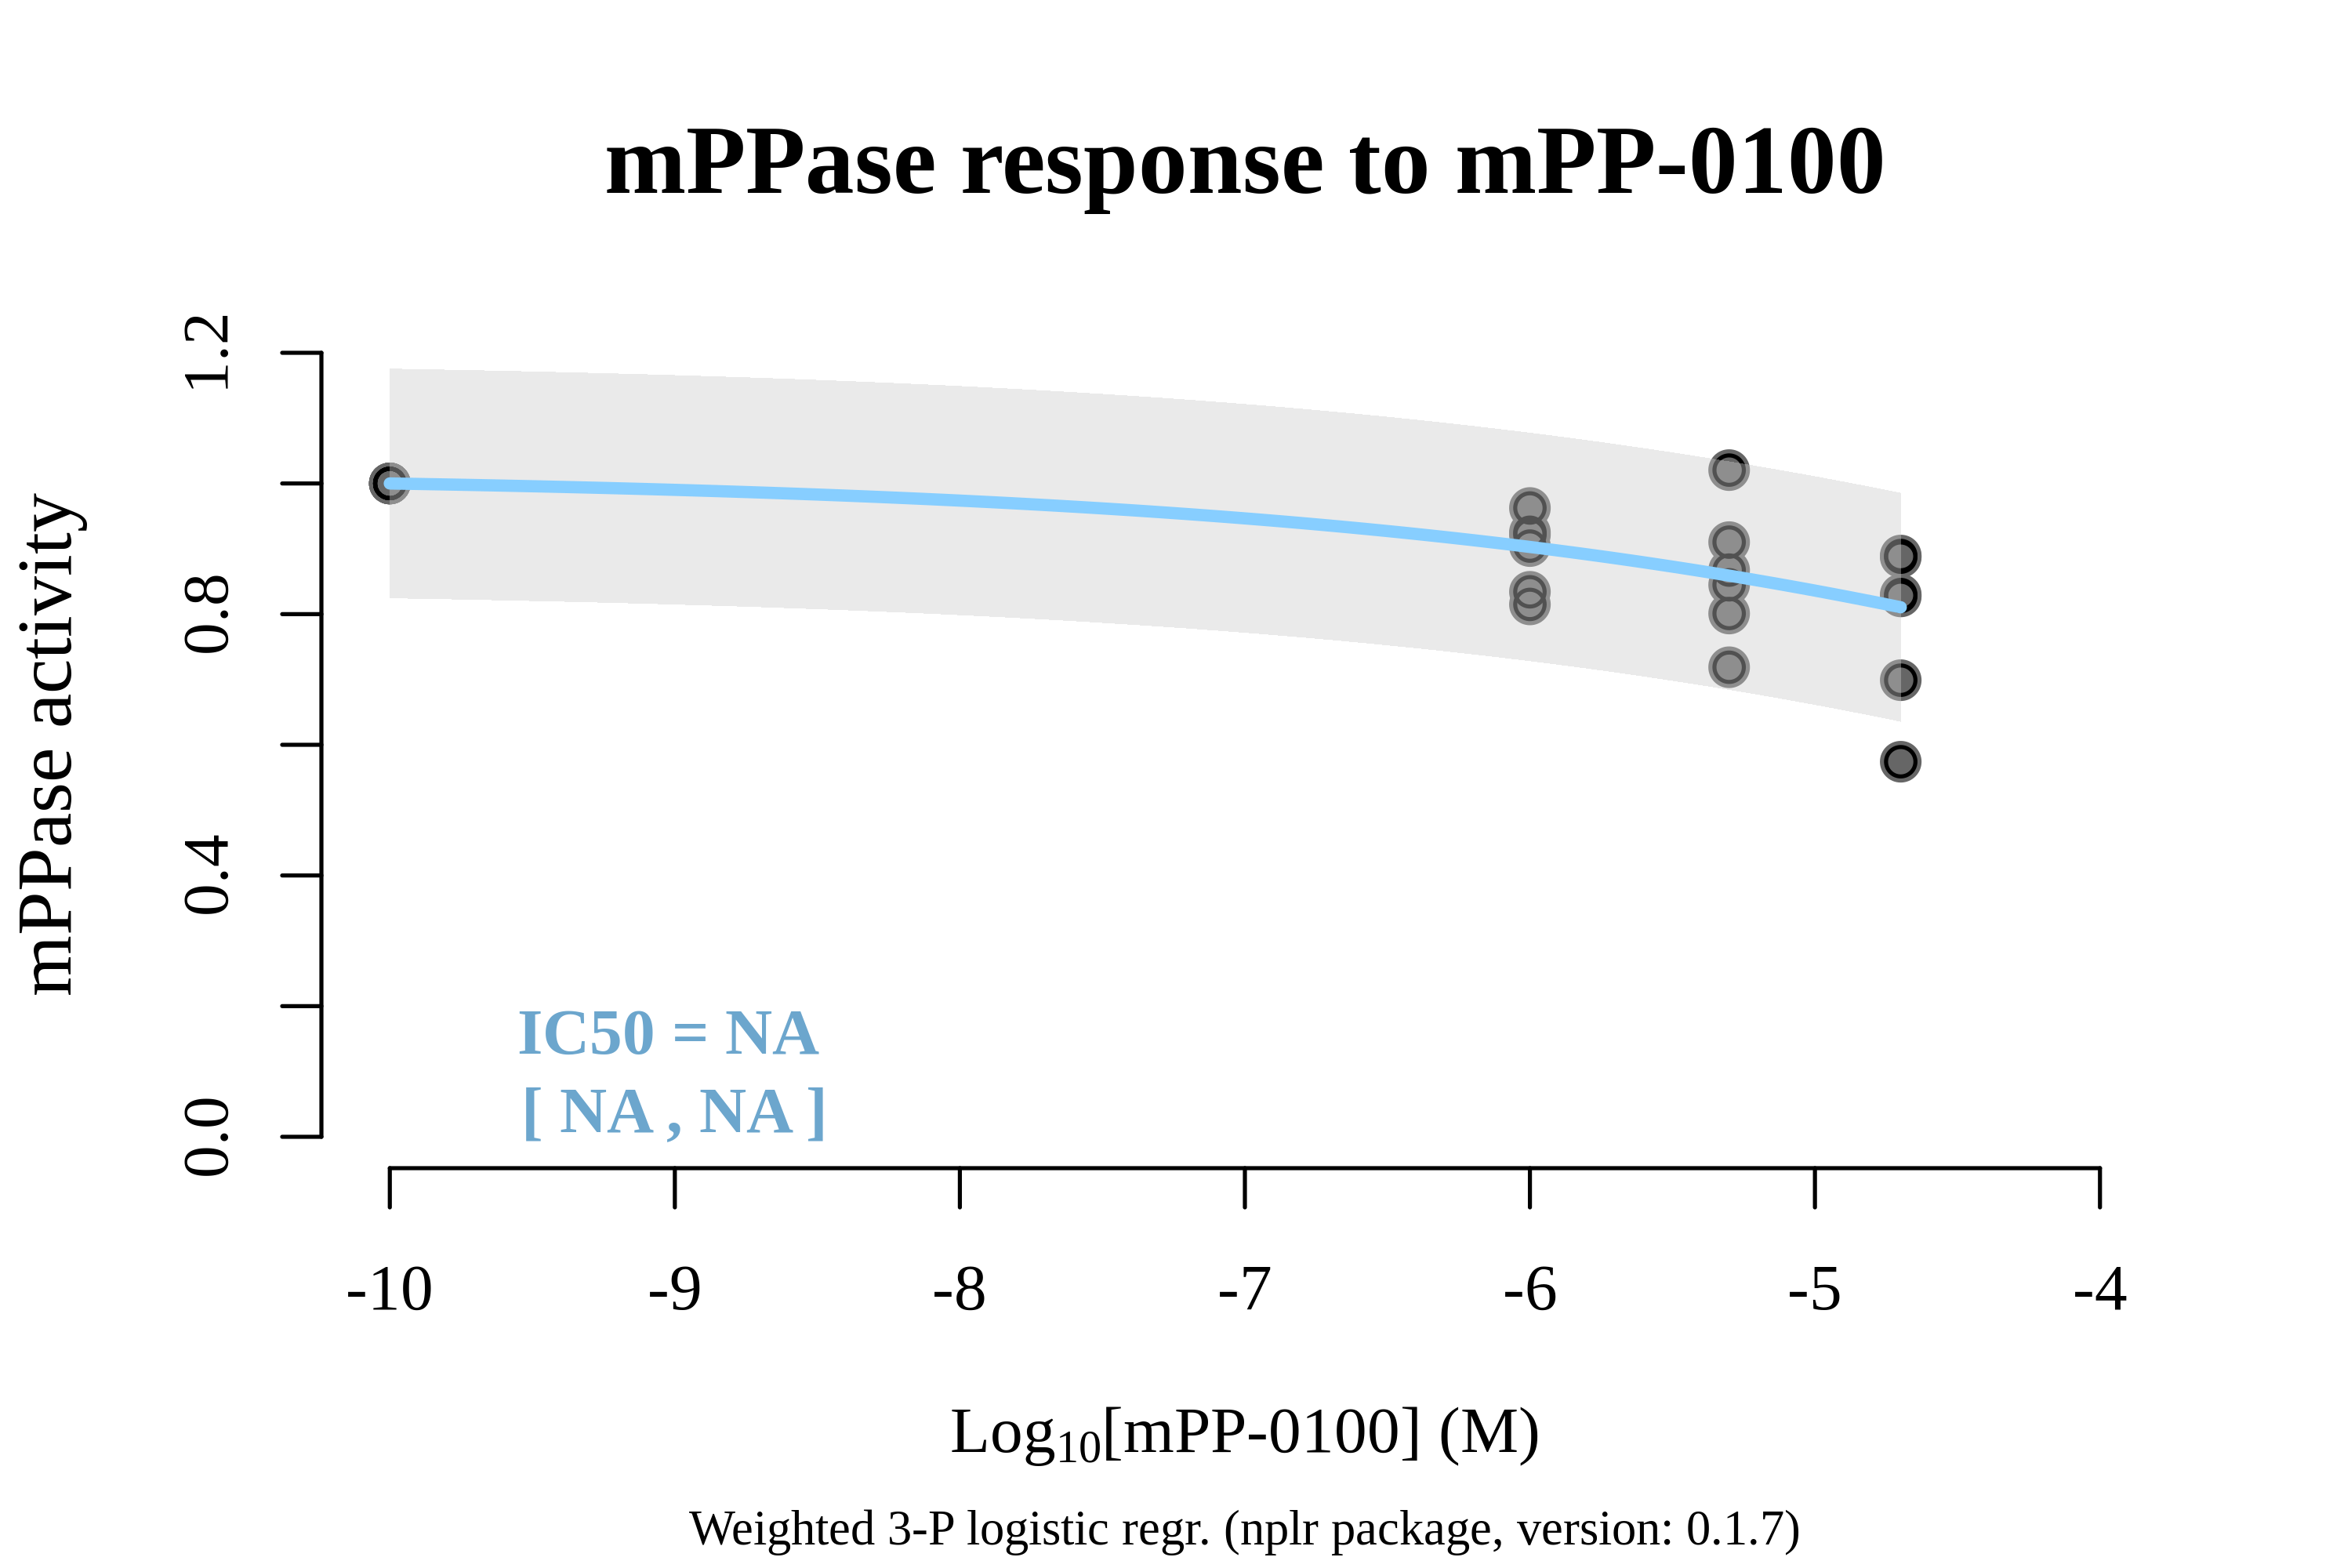 mPPase response to mPP-0100
mPPase activity
1.2
0.8
0.4
0.0
IC50 = NA
[ NA , NA ]
-10 -9 -8 -7 -6 -5 -4
Log10[mPP-0100] (M)
Weighted 3-P logistic regr. (nplr package, version: 0.1.7)